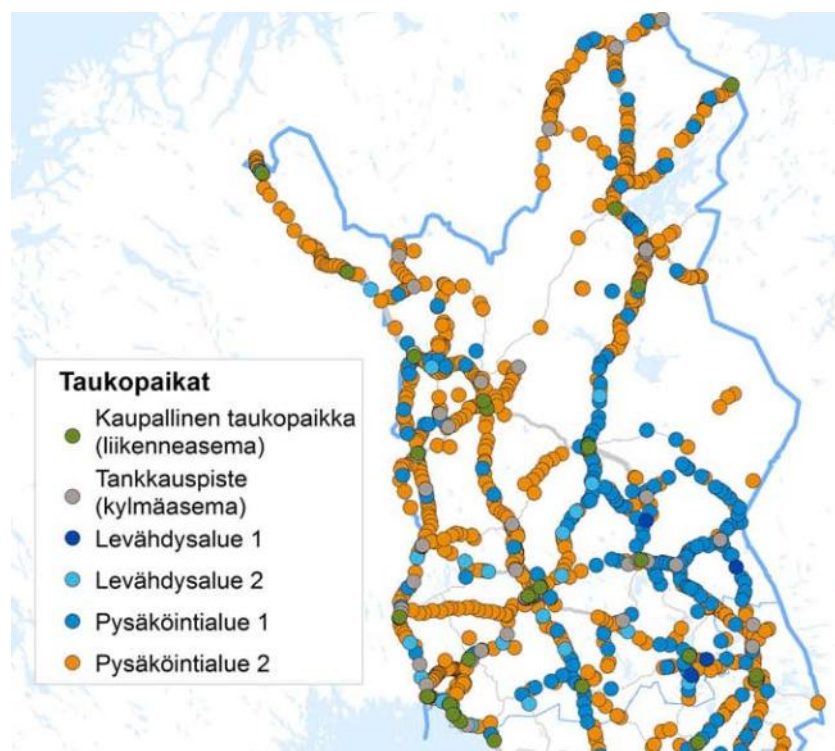 Taukopaikat
Kaupallinen taukopaikka
(liikenneasema)
Tankkauspiste
(kylmäasema)
Levähdysalue 1
Levähdysalue 2
Pysäköintialue 1
Pysäköintialue 2